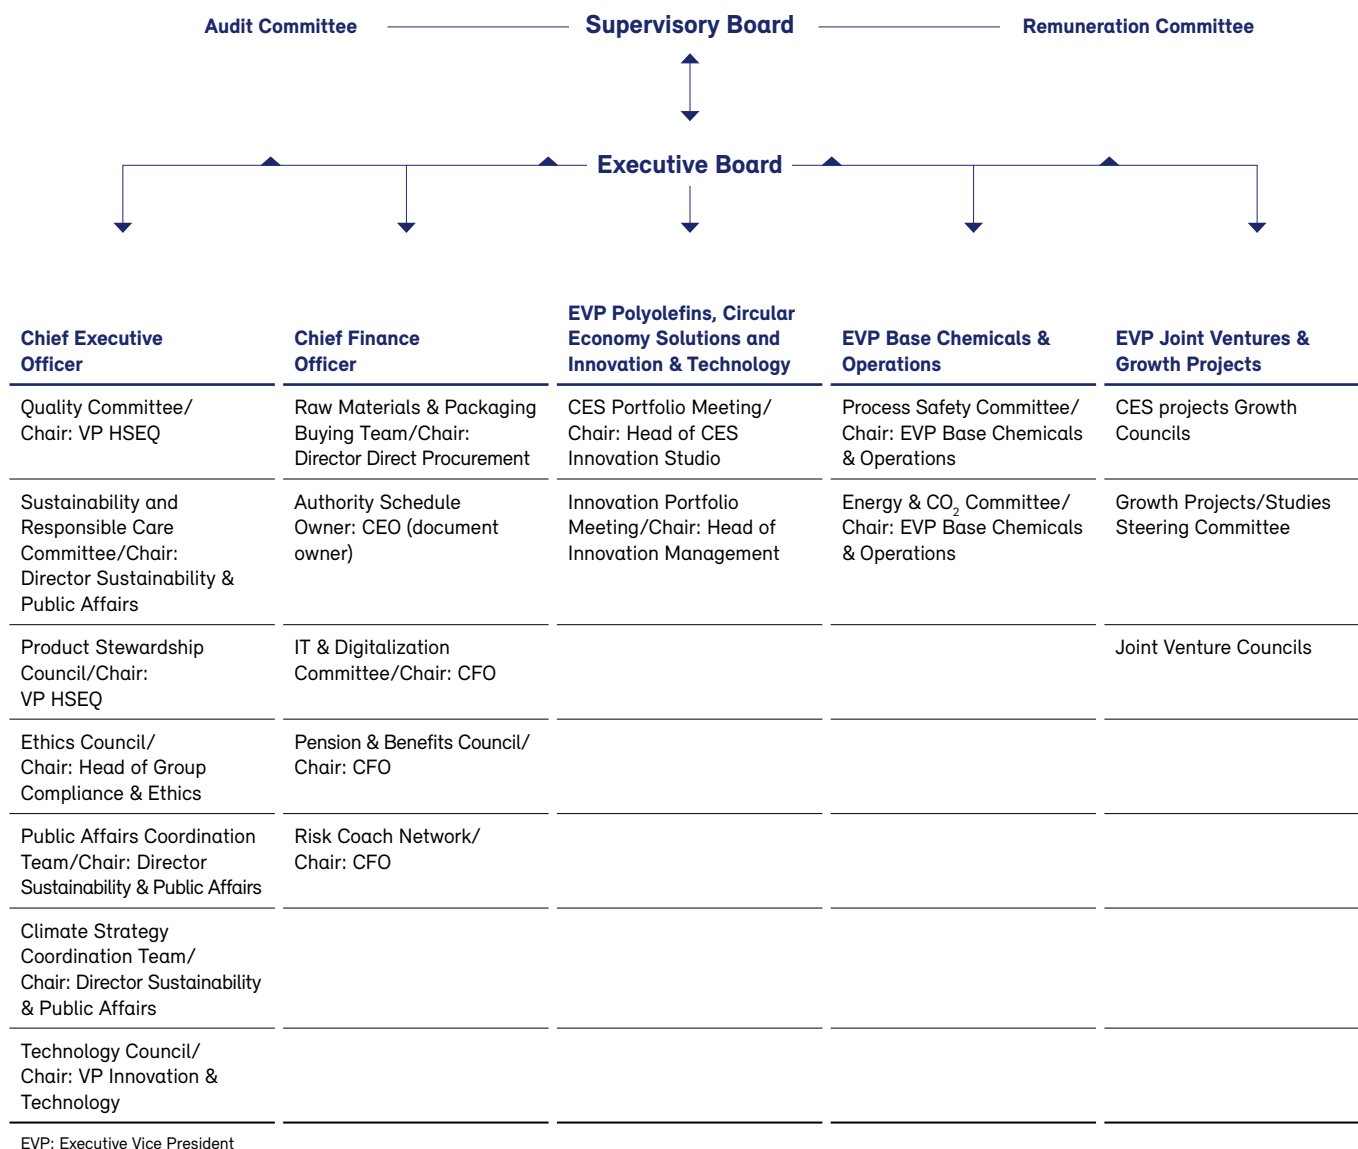 Audit Committee
Supervisory Board
Remuneration Committee
Executive Board
Chief Executive
Officer
Quality Committee/
Chair: VP HSEQ
Sustainability and
Responsible Care
Committee/Chair:
Director Sustainability &
Public Affairs
Product Stewardship
Council/Chair:
VP HSEQ
Ethics Council/
Chair: Head of Group
Compliance & Ethics
Public Affairs Coordination
Team/Chair: Director
Sustainability & Public Affairs
Climate Strategy
Coordination Team/
Chair: Director Sustainability
& Public Affairs
Technology Council/
Chair: VP Innovation &
Technology
Chief Finance
Officer
Raw Materials & Packaging
Buying Team/Chair:
Director Direct Procurement
Authority Schedule
Owner: CEO (document
owner)
IT & Digitalization
Committee/Chair: CFO
Pension & Benefits Council/
Chair: CFO
Risk Coach Network/
Chair: CFO
EVP Polyolefins, Circular
Economy Solutions and
Innovation & Technology
CES Portfolio Meeting/
Chair: Head of CES
Innovation Studio
Innovation Portfolio
Meeting/Chair: Head of
Innovation Management
EVP Base Chemicals &
Operations
Process Safety Committee/
Chair: EVP Base Chemicals
& Operations
Energy & CO₂ Committee/
Chair: EVP Base Chemicals
& Operations
EVP Joint Ventures &
Growth Projects
CES projects Growth
Councils
Growth Projects/Studies
Steering Committee
Joint Venture Councils
EVP: Executive Vice President